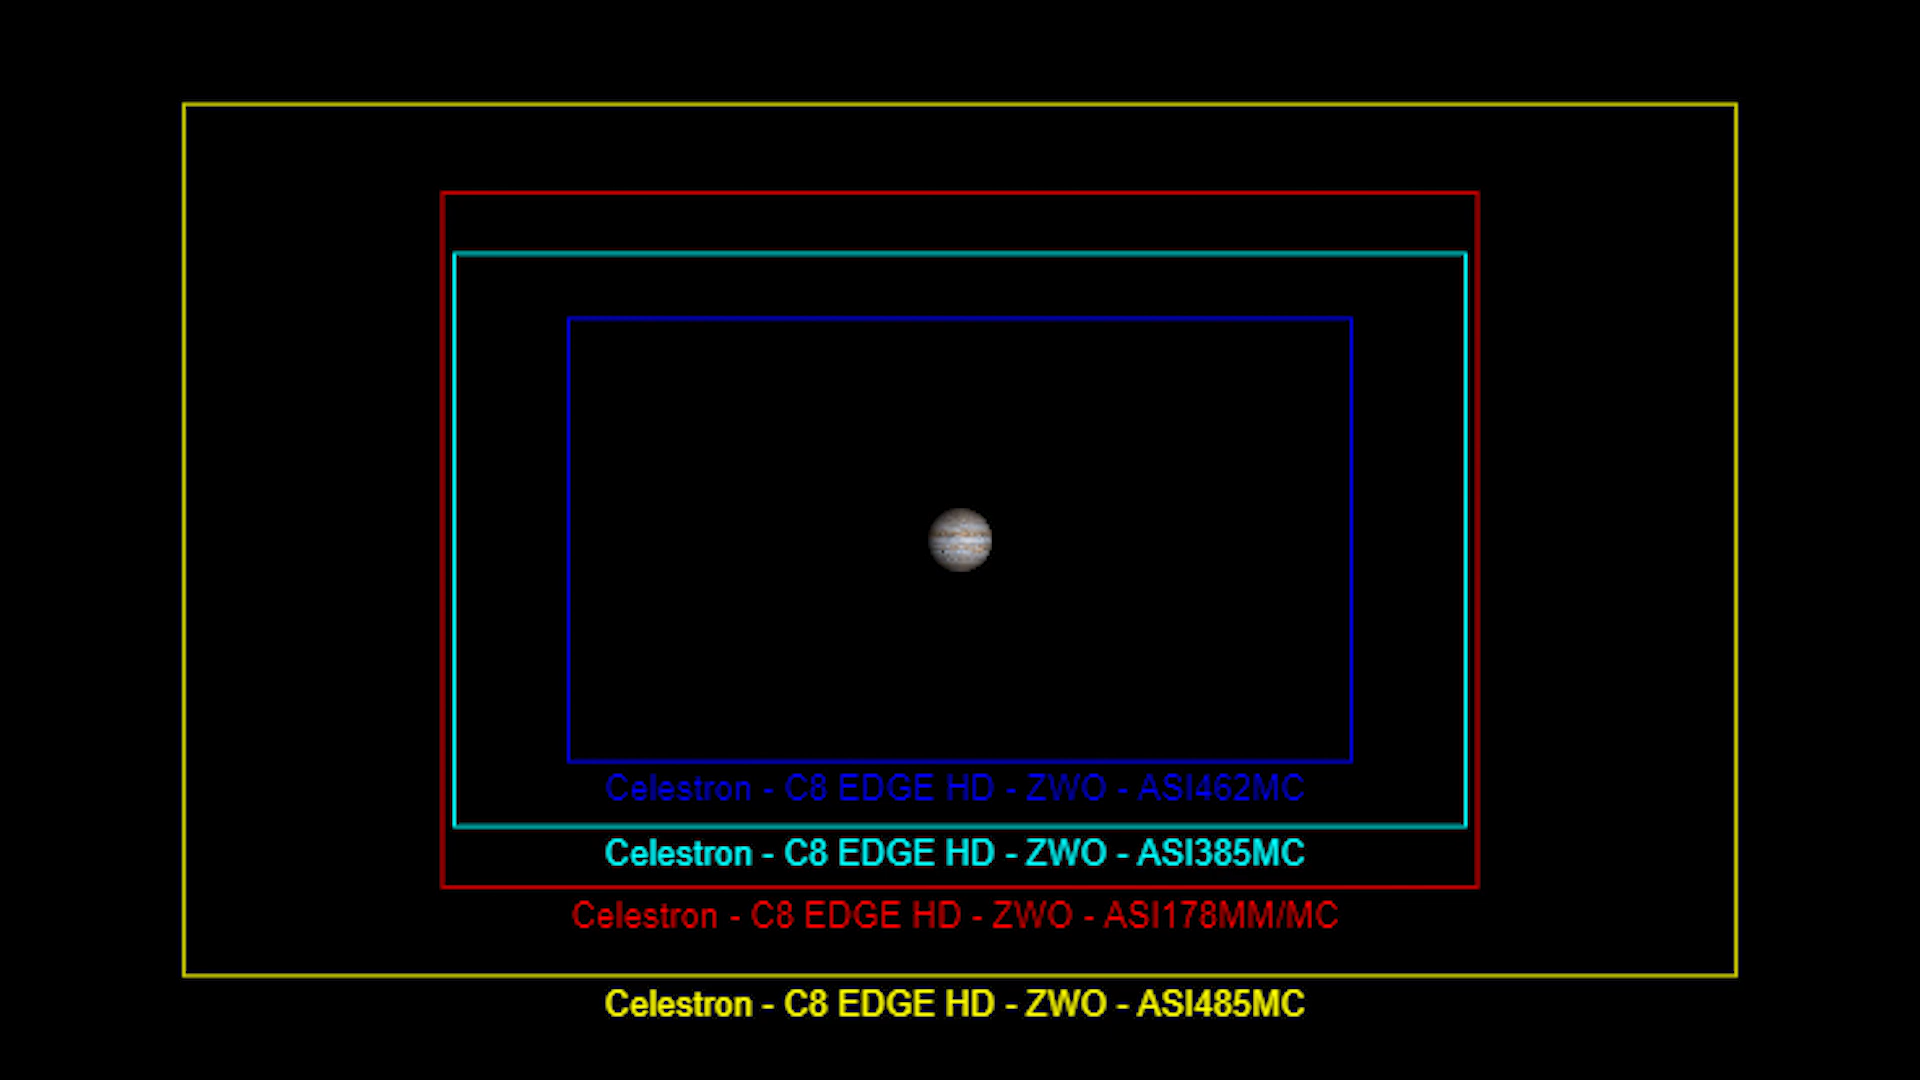 Celestron - C8 EDGE HD - ZWO - ASI462MC
Celestron - C8 EDGE HD - ZWO - ASI385MC
Celestron - C8 EDGE HD - ZWO - ASI178MM/MC
Celestron - C8 EDGE HD - ZWO - ASI485MC